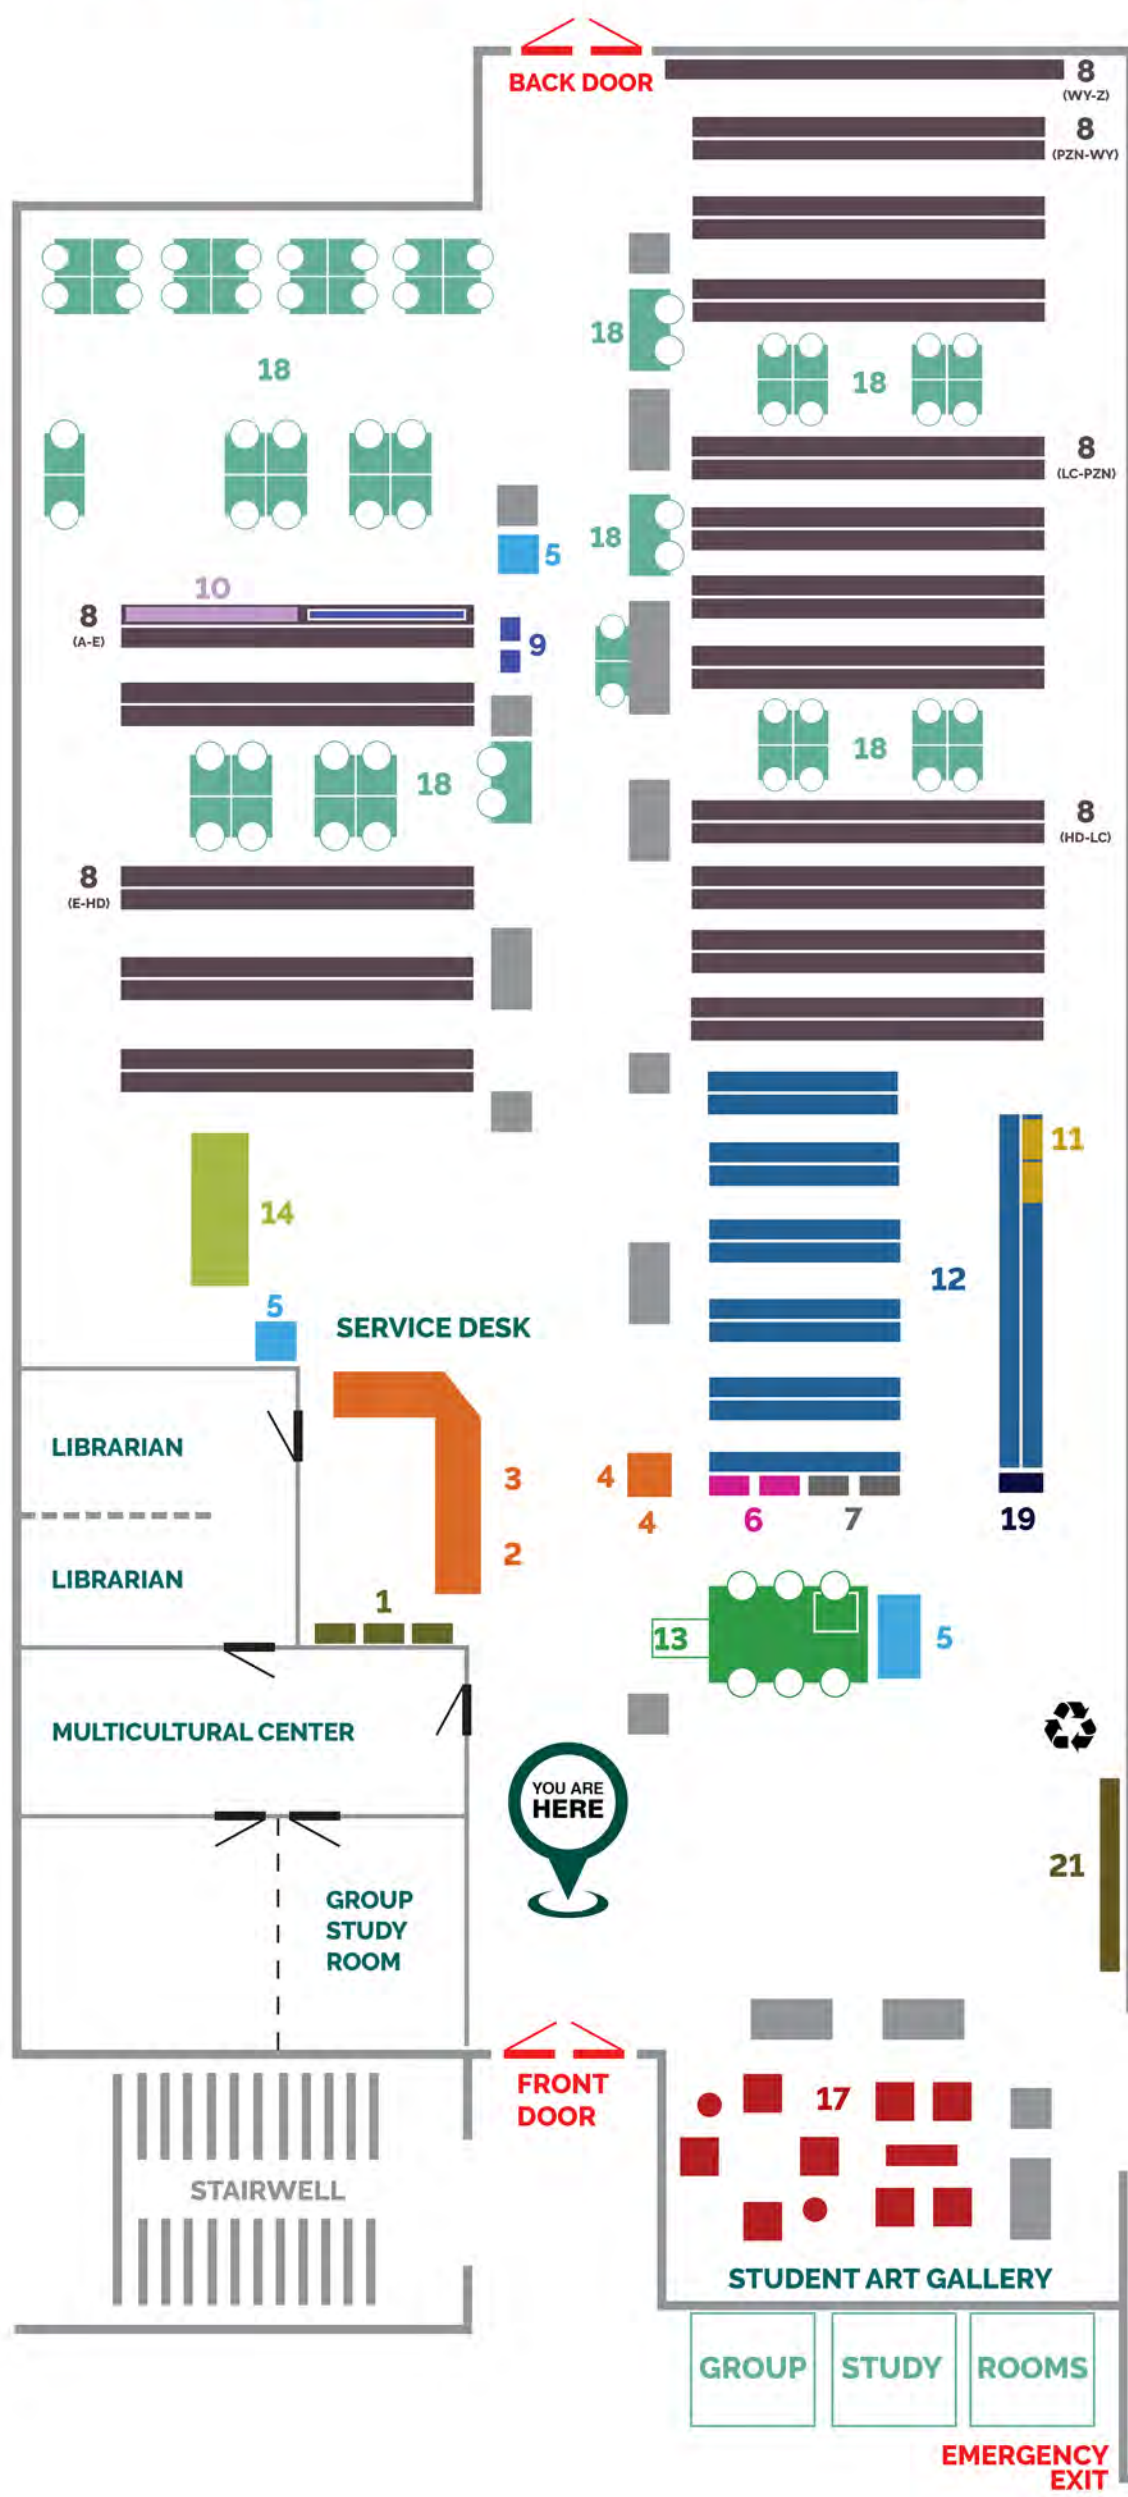 BACK DOOR
8
(WY-Z)
8
(PZN-WY)
18
18
18
8
(LC-PZN)
18
5
10
8
(A-E)
9
18
18
8
(HD-LC)
8
(E-HD)
11
14
12
5
SERVICE DESK
LIBRARIAN
3
4
4
6
7
19
2
LIBRARIAN
1
13
5
MULTICULTURAL CENTER
YOU ARE
HERE
21
GROUP
STUDY
ROOM
FRONT
DOOR
17
STAIRWELL
STUDENT ART GALLERY
GROUP STUDY ROOMS
EMERGENCY
EXIT